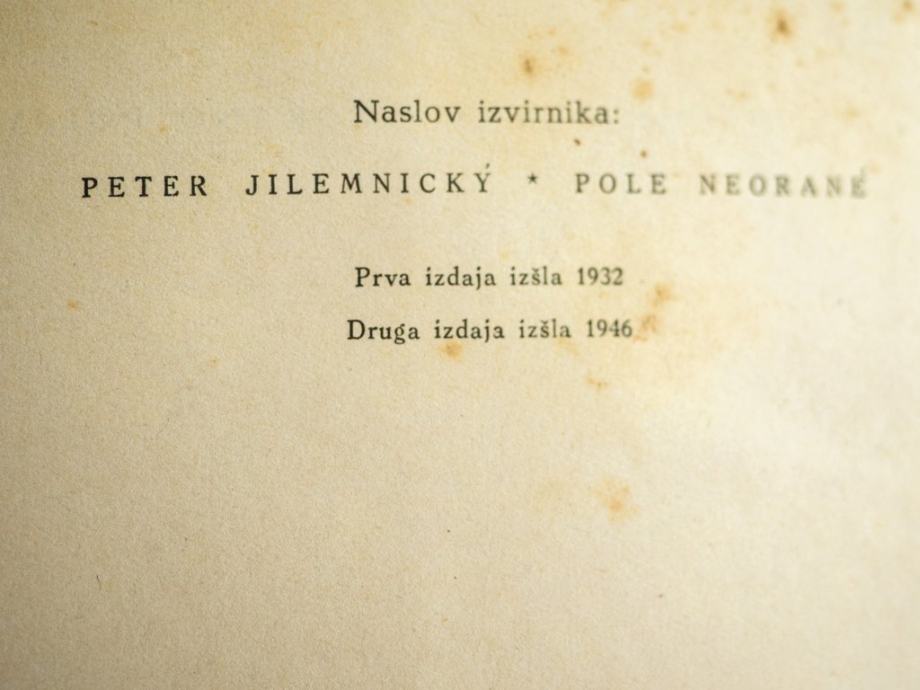 Naslov izvirnika:
PETER JILEMNICKÝ * POLE NEORANÉ
Prva izdaja izšla 1932
Druga izdaja izšla 1946